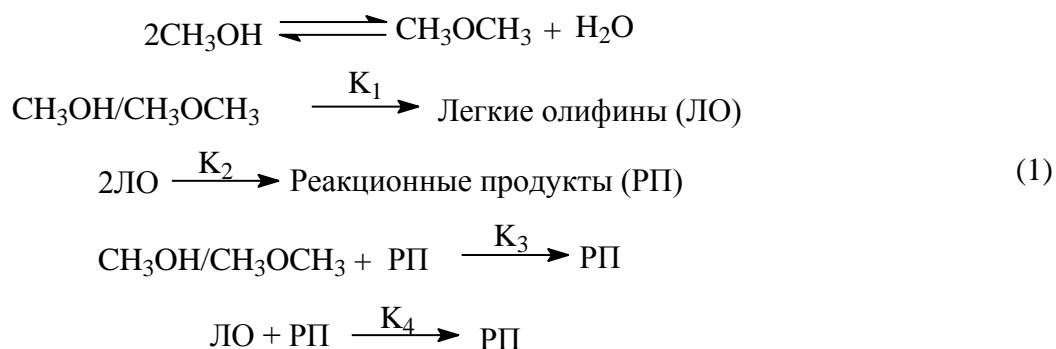 2CH₃OH ⇌ CH₃OCH₃ + H₂O
CH₃OH/CH₃OCH₃ K₁ → Легкие олифины (ЛО)
2ЛО K₂ → Реакционные продукты (РП) (1)
CH₃OH/CH₃OCH₃ + РП K₃ → РП
ЛО + РП K₄ → РП